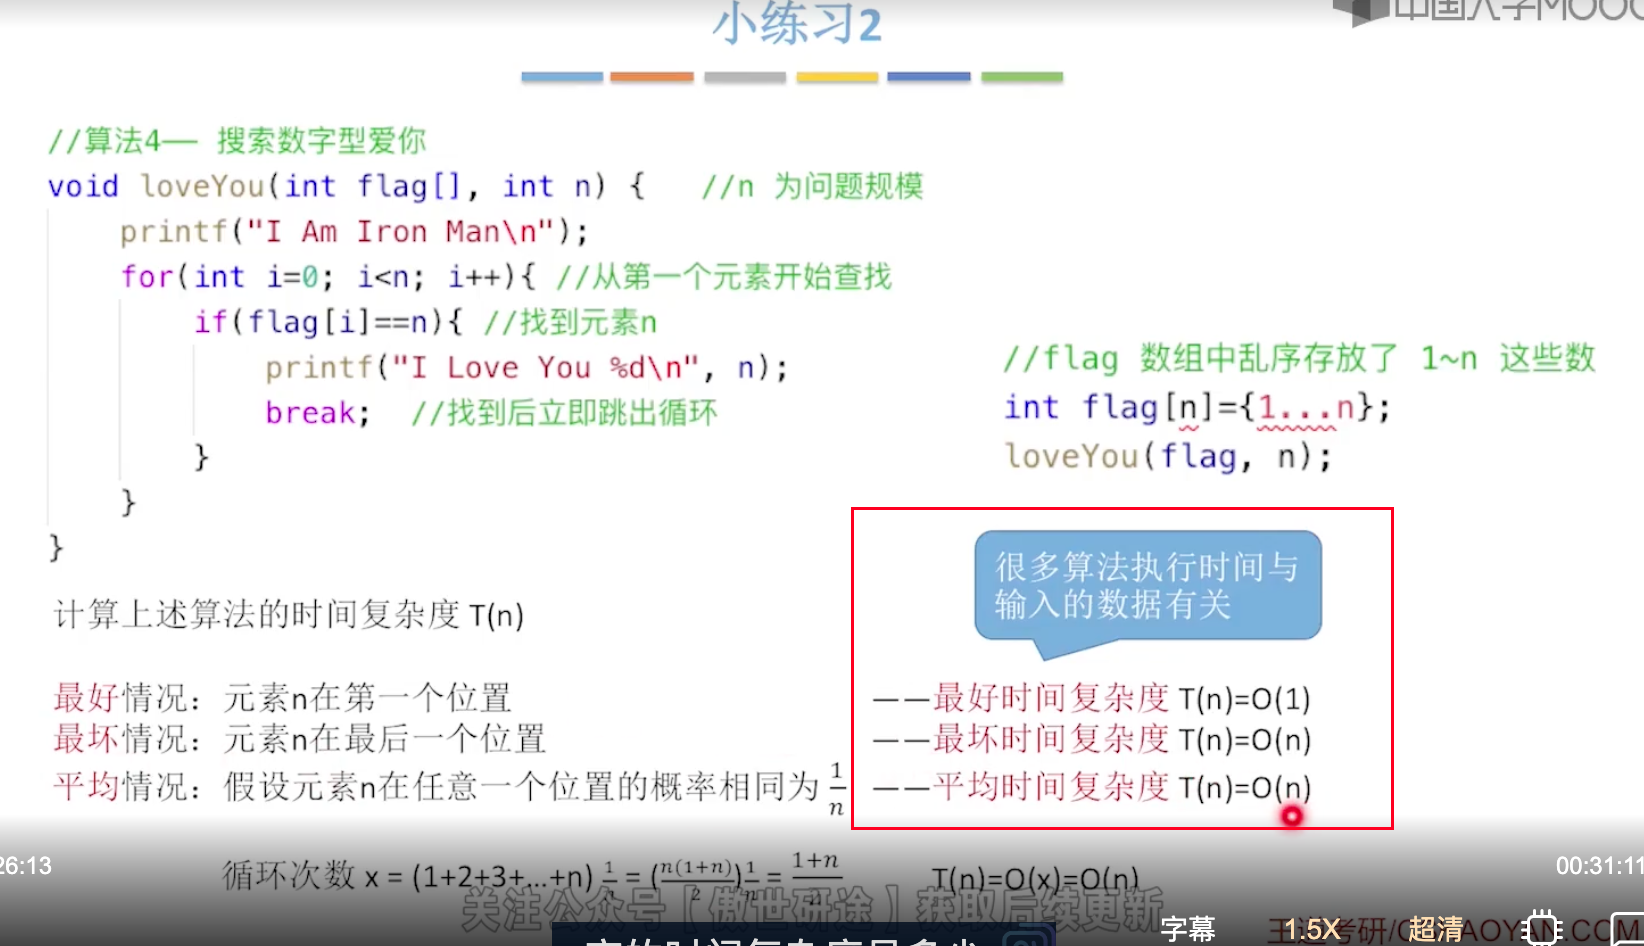 中国大学MOOC
小练习2
//算法4—— 搜索数字型爱你
void loveYou(int flag[], int n) {   //n 为问题规模
printf("I Am Iron Man\n");
for(int i=0; i<n; i++){ //从第一个元素开始查找
if(flag[i]==n){ //找到元素n
printf("I Love You %d\n", n);
break;  //找到后立即跳出循环
}
}
}
//flag 数组中乱序存放了 1~n 这些数
int flag[n]={1...n};
loveYou(flag, n);
计算上述算法的时间复杂度 T(n)
很多算法执行时间与
输入的数据有关
最好情况：元素n在第一个位置 ——最好时间复杂度 T(n)=O(1)
最坏情况：元素n在最后一个位置 ——最坏时间复杂度 T(n)=O(n)
平均情况：假设元素n在任意一个位置的概率相同为 1/n ——平均时间复杂度 T(n)=O(n)
26:13
00:31:11
循环次数 x = (1+2+3+...+n) 1/n = (n(1+n)/2) 1/n = (1+n)/2 T(n)=O(x)=O(n)
关注公众号【傲世研途】获取后续更新
字幕 1.5X 超清
王道考研/CSKAOYAN.COM